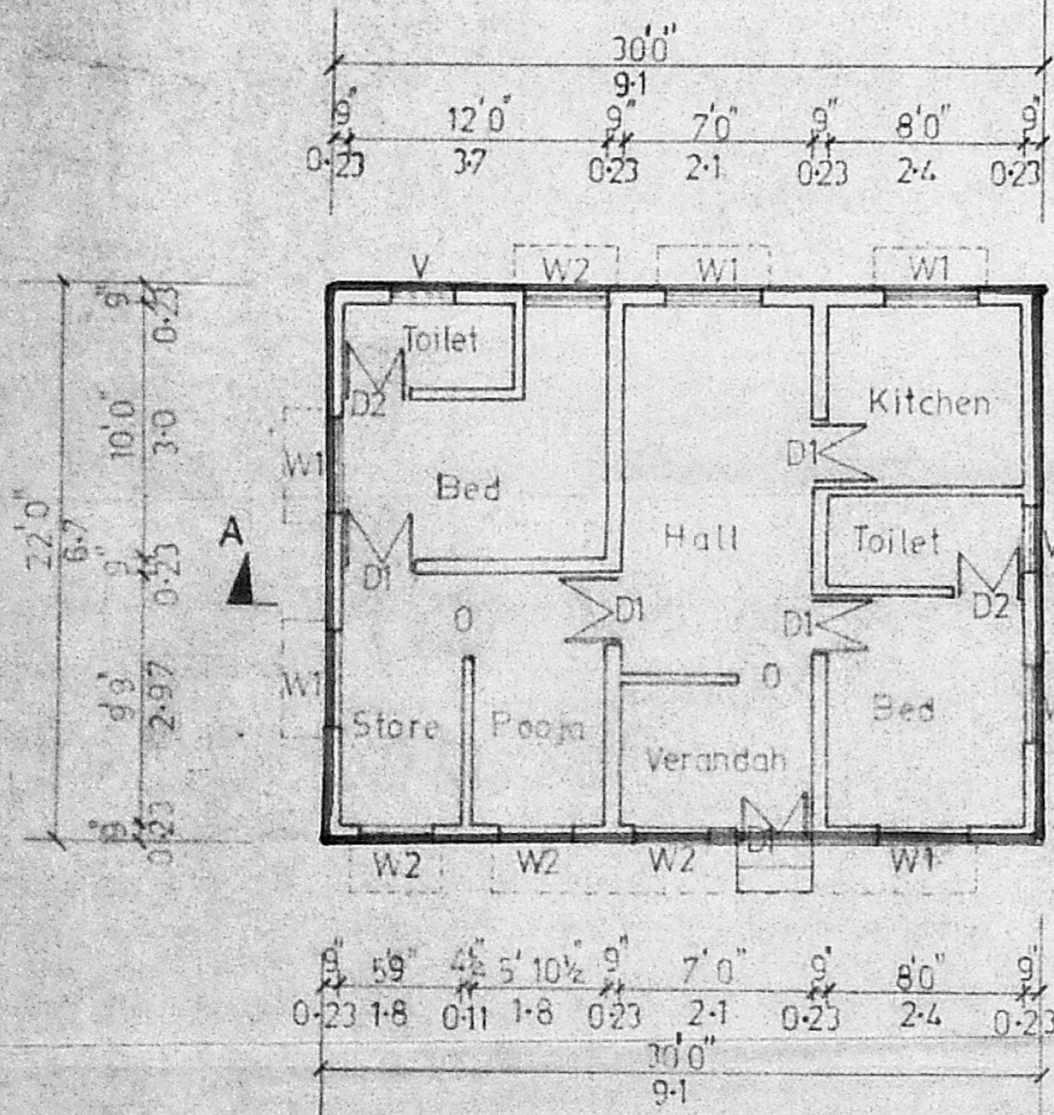 30'0"
9.1
9" 12'0" 9" 7'0" 9" 8'0" 9"
0.23 3.7 0.23 2.1 0.23 2.4 0.23
V W2 W1 W1
22'0"
6.7
9" 10'0" 9" 9'9" 9"
0.23 3.0 0.23 2.97 0.23
Toilet
D2
Kitchen
W1
D1
Bed
A
Hall
Toilet
V
D1
O
D1
D1
D2
W1
O
Store
Pooja
Bed
Verandah
D1
W2 W2 W2 W1
9" 5'9" 4½" 5' 10½" 9" 7'0" 9" 8'0" 9"
0.23 1.8 0.11 1.8 0.23 2.1 0.23 2.4 0.23
30'0"
9.1